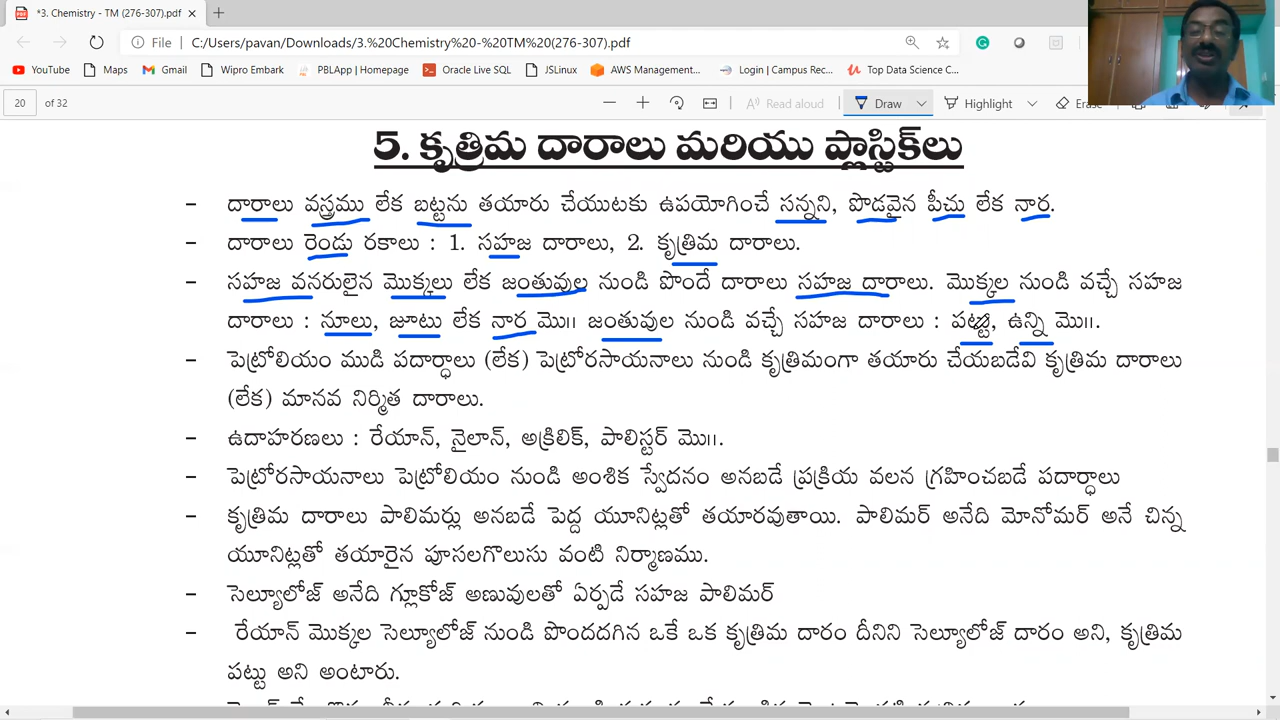 *3. Chemistry - TM (276-307).pdf
File C:/Users/pavan/Downloads/3.%20Chemistry%20-%20TM%20(276-307).pdf
YouTube Maps Gmail Wipro Embark PBLApp | Homepage Oracle Live SQL JSLinux AWS Management... Login | Campus Rec... Top Data Science C...
20 of 32 Read aloud Draw Highlight Erase
5. కృత్రిమ దారాలు మరియు ప్లాస్టిక్‌లు
- దారాలు వస్త్రము లేక బట్టను తయారు చేయుటకు ఉపయోగించే సన్నని, పొడవైన పీచు లేక నార.
- దారాలు రెండు రకాలు : 1. సహజ దారాలు, 2. కృత్రిమ దారాలు.
- సహజ వనరులైన మొక్కలు లేక జంతువుల నుండి పొందే దారాలు సహజ దారాలు. మొక్కల నుండి వచ్చే సహజ
దారాలు : నూలు, జూటు లేక నార మొ॥ జంతువుల నుండి వచ్చే సహజ దారాలు : పట్టు, ఉన్ని మొ॥.
- పెట్రోలియం ముడి పదార్ధాలు (లేక) పెట్రోరసాయనాలు నుండి కృత్రిమంగా తయారు చేయబడేవి కృత్రిమ దారాలు
(లేక) మానవ నిర్మిత దారాలు.
- ఉదాహరణలు : రేయాన్, నైలాన్, అక్రిలిక్, పాలిస్టర్ మొ॥.
- పెట్రోరసాయనాలు పెట్రోలియం నుండి అంశిక స్వేదనం అనబడే ప్రక్రియ వలన గ్రహించబడే పదార్ధాలు
- కృత్రిమ దారాలు పాలిమర్లు అనబడే పెద్ద యూనిట్లతో తయారవుతాయి. పాలిమర్ అనేది మోనోమర్ అనే చిన్న
యూనిట్లతో తయారైన పూసలగొలుసు వంటి నిర్మాణము.
- సెల్యూలోజ్ అనేది గ్లూకోజ్ అణువులతో ఏర్పడే సహజ పాలిమర్
- రేయాన్ మొక్కల సెల్యూలోజ్ నుండి పొందదగిన ఒకే ఒక కృత్రిమ దారం దీనిని సెల్యూలోజ్ దారం అని, కృత్రిమ
పట్టు అని అంటారు.